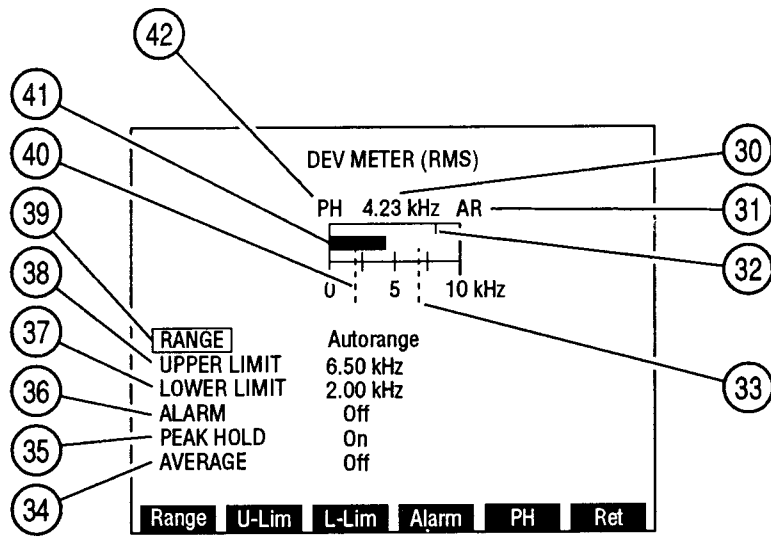 42
41
40
39
38
37
36
35
34
30
31
32
33
DEV METER (RMS)
PH 4.23 kHz AR
0 5 10 kHz
RANGE Autorange
UPPER LIMIT 6.50 kHz
LOWER LIMIT 2.00 kHz
ALARM Off
PEAK HOLD On
AVERAGE Off
Range U-Lim L-Lim Alarm PH Ret